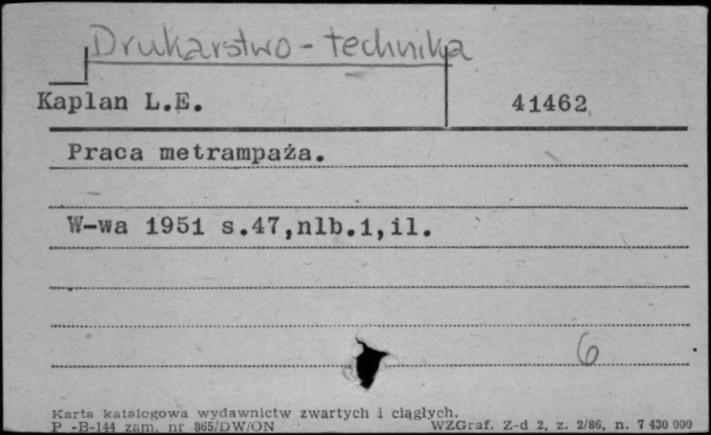 Drukarstwo - technika
Kaplan L.E. 41462
Praca metrampaża.
W-wa 1951 s.47,nlb.1,il.
6
Karta katalogowa wydawnictw zwartych i ciągłych.
P -B-144 zam. nr 865/DW/ON WZGraf. Z-d 2, z. 2/86, n. 7 430 000